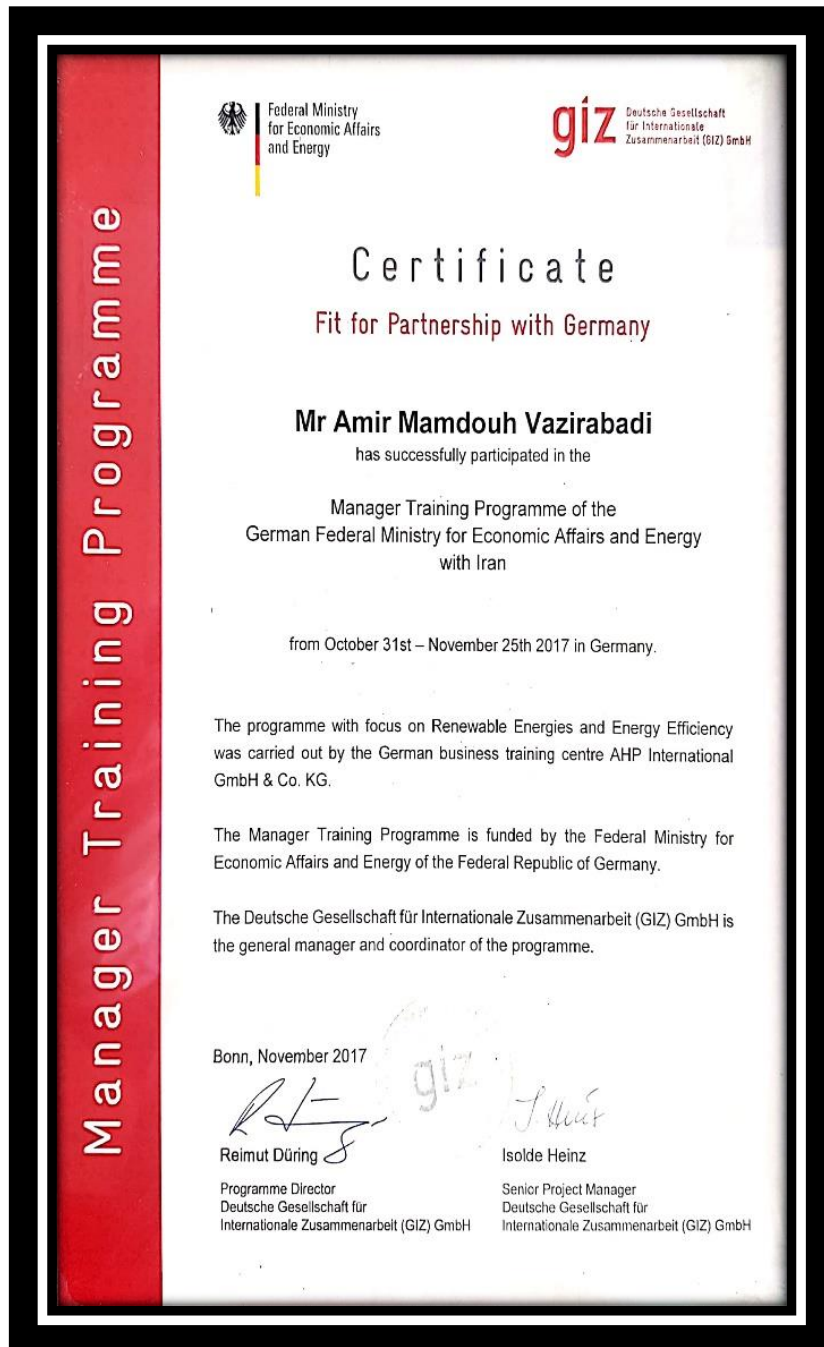 Manager Training Programme
Federal Ministry
for Economic Affairs
and Energy
giz
Deutsche Gesellschaft
für Internationale
Zusammenarbeit (GIZ) GmbH
Certificate
Fit for Partnership with Germany
Mr Amir Mamdouh Vazirabadi
has successfully participated in the
Manager Training Programme of the
German Federal Ministry for Economic Affairs and Energy
with Iran
from October 31st – November 25th 2017 in Germany.
The programme with focus on Renewable Energies and Energy Efficiency
was carried out by the German business training centre AHP International
GmbH & Co. KG.
The Manager Training Programme is funded by the Federal Ministry for
Economic Affairs and Energy of the Federal Republic of Germany.
The Deutsche Gesellschaft für Internationale Zusammenarbeit (GIZ) GmbH is
the general manager and coordinator of the programme.
Bonn, November 2017
giz
Reimut Düring
Programme Director
Deutsche Gesellschaft für
Internationale Zusammenarbeit (GIZ) GmbH
Isolde Heinz
Senior Project Manager
Deutsche Gesellschaft für
Internationale Zusammenarbeit (GIZ) GmbH